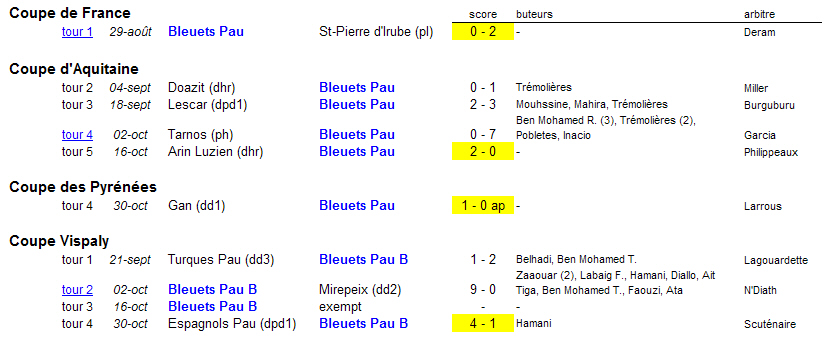 Coupe de France score buteurs arbitre
tour 1 29-août Bleuets Pau St-Pierre d'Irube (pl) 0 - 2 - Deram
Coupe d'Aquitaine
tour 2 04-sept Doazit (dhr) Bleuets Pau 0 - 1 Trémolières Miller
tour 3 18-sept Lescar (dpd1) Bleuets Pau 2 - 3 Mouhssine, Mahira, Trémolières Burguburu
Ben Mohamed R. (3), Trémolières (2),
tour 4 02-oct Tarnos (ph) Bleuets Pau 0 - 7 Pobletes, Inacio Garcia
tour 5 16-oct Arin Luzien (dhr) Bleuets Pau 2 - 0 - Philippeaux
Coupe des Pyrénées
tour 4 30-oct Gan (dd1) Bleuets Pau 1 - 0 ap - Larrous
Coupe Vispaly
tour 1 21-sept Turques Pau (dd3) Bleuets Pau B 1 - 2 Belhadi, Ben Mohamed T. Lagouardette
Zaaouar (2), Labaig F., Hamani, Diallo, Ait
tour 2 02-oct Bleuets Pau B Mirepeix (dd2) 9 - 0 Tiga, Ben Mohamed T., Faouzi, Ata N'Diath
tour 3 16-oct Bleuets Pau B exempt - -
tour 4 30-oct Espagnols Pau (dpd1) Bleuets Pau B 4 - 1 Hamani Scuténaire